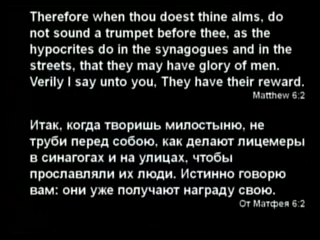 Therefore when thou doest thine alms, do
not sound a trumpet before thee, as the
hypocrites do in the synagogues and in the
streets, that they may have glory of men.
Verily I say unto you, They have their reward.
Matthew 6:2
Итак, когда творишь милостыню, не
труби перед собою, как делают лицемеры
в синагогах и на улицах, чтобы
прославляли их люди. Истинно говорю
вам: они уже получают награду свою.
От Матфея 6:2